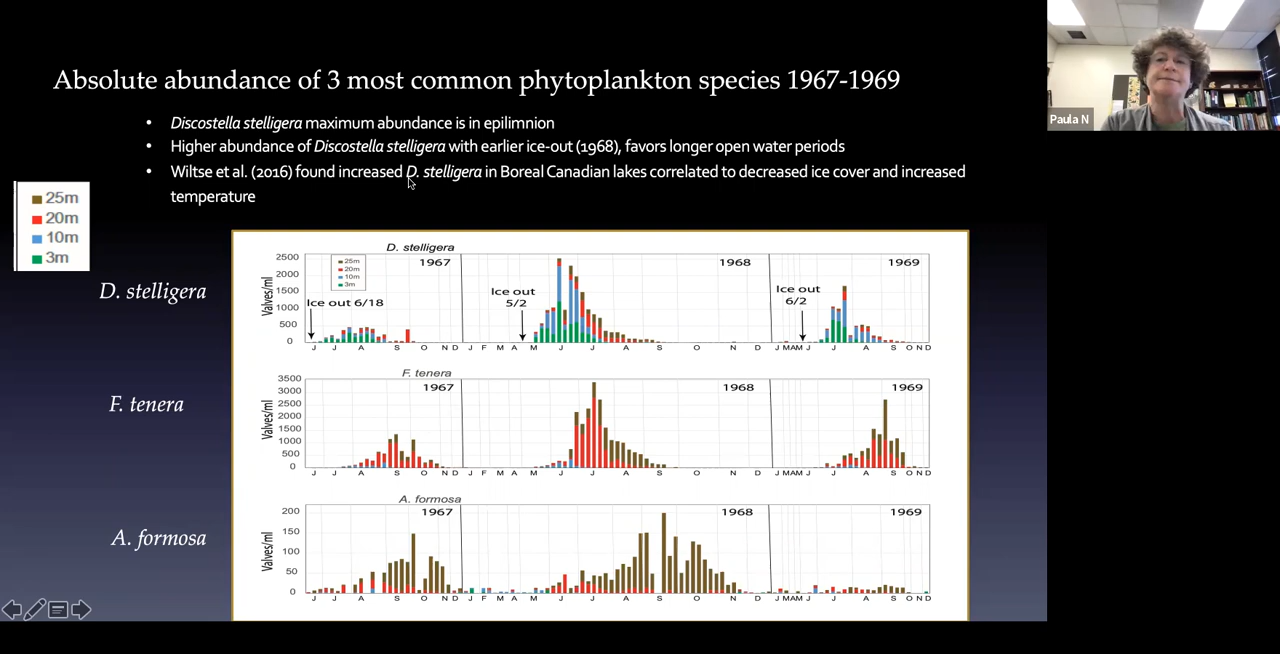 Absolute abundance of 3 most common phytoplankton species 1967-1969
Paula N
• Discostella stelligera maximum abundance is in epilimnion
• Higher abundance of Discostella stelligera with earlier ice-out (1968), favors longer open water periods
• Wiltse et al. (2016) found increased D. stelligera in Boreal Canadian lakes correlated to decreased ice cover and increased
temperature
25m
20m
10m
3m
D. stelligera
D. stelligera
2500
2000
1500
1000
500
0
Valves/ml
25m
20m
10m
3m
1967
1968
1969
Ice out 6/18
Ice out
5/2
Ice out
6/2
J J A S O N D J F M A M J J A S O N D J M A M J J A S O N D
F. tenera
F. tenera
3500
3000
2500
2000
1500
1000
500
0
Valves/ml
1967
1968
1969
J J A S O N D J F M A M J J A S O N D J M A M J J A S O N D
A. formosa
A. formosa
200
150
100
50
0
Valves/ml
1967
1968
1969
J J A S O N D J F M A M J J A S O N D J M A M J J A S O N D